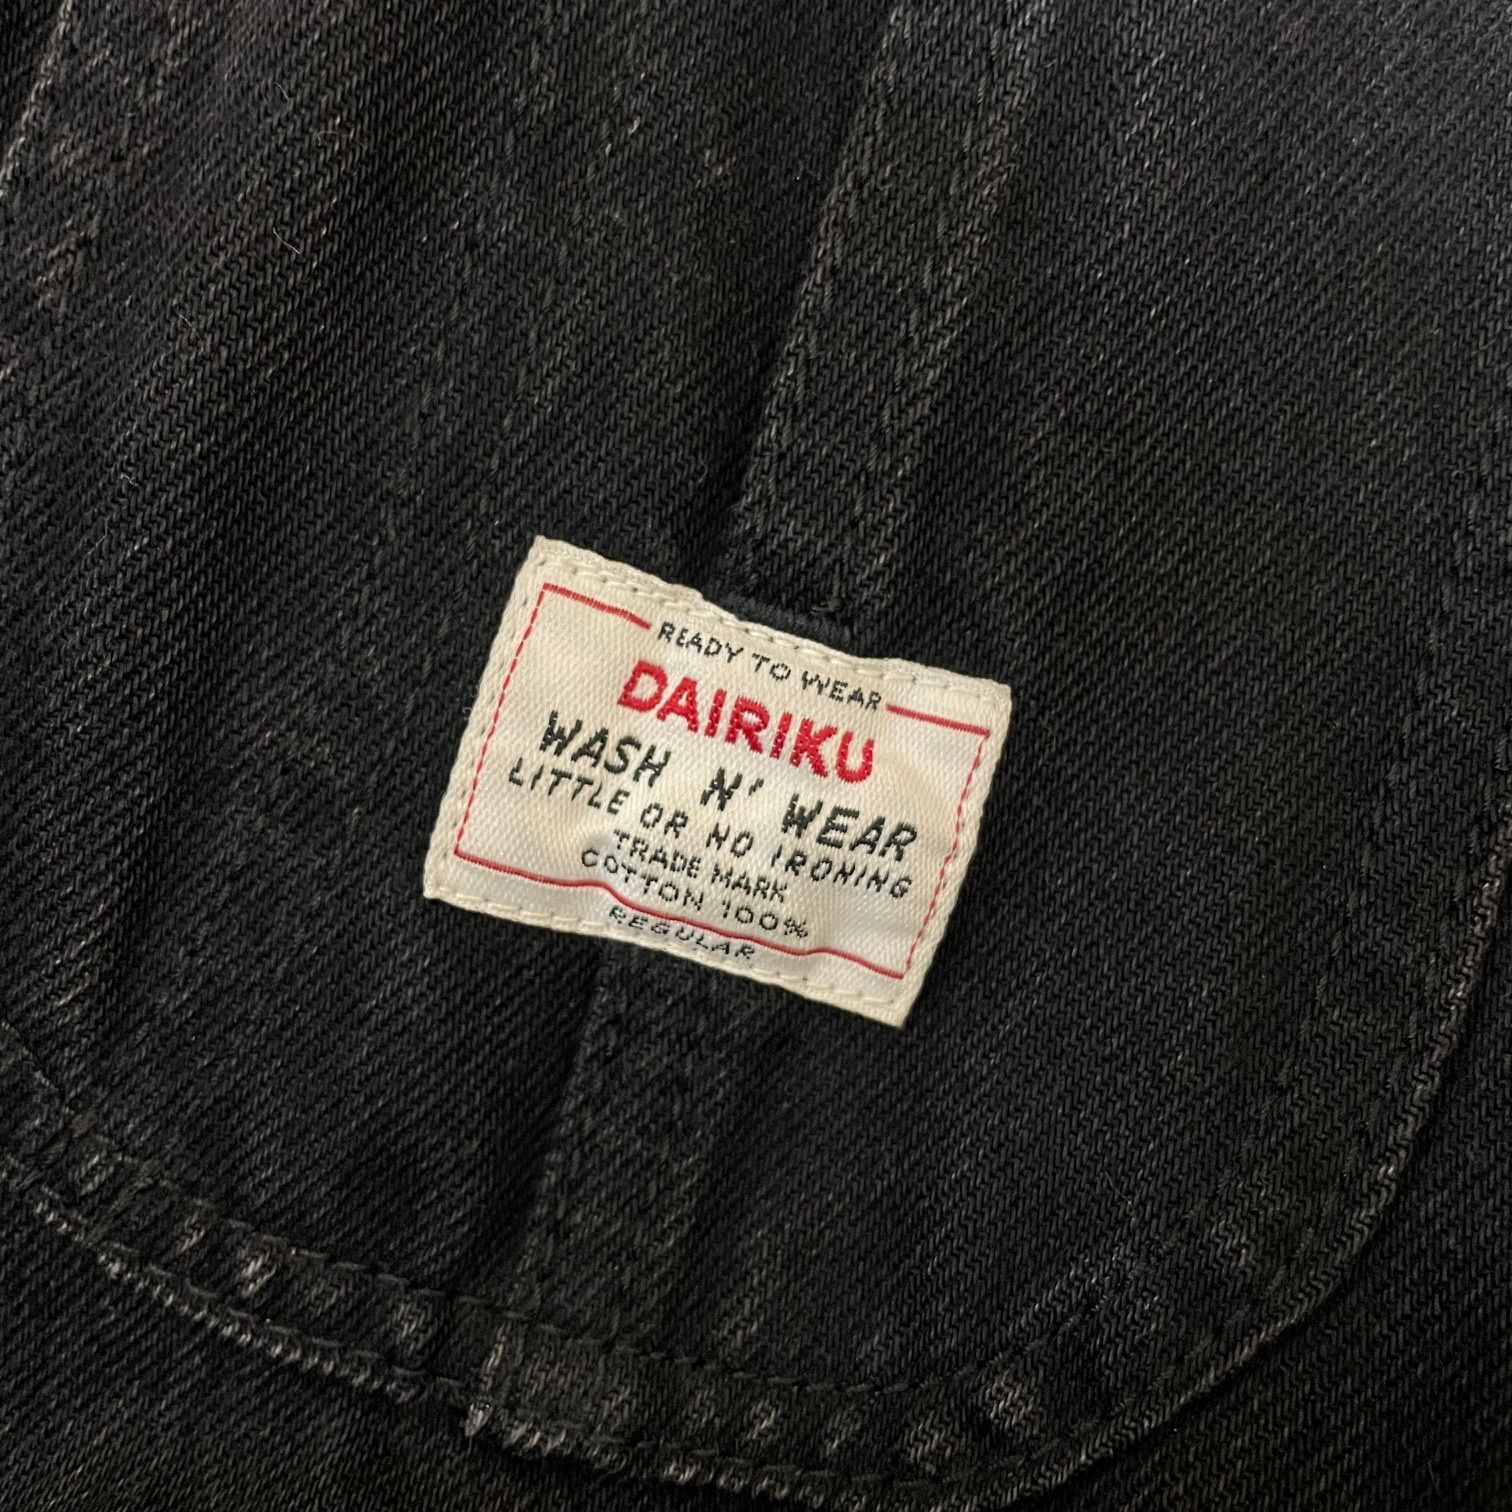 READY TO WEAR
DAIRIKU
WASH N' WEAR
LITTLE OR NO IRONING
TRADE MARK
COTTON 100%
REGULAR